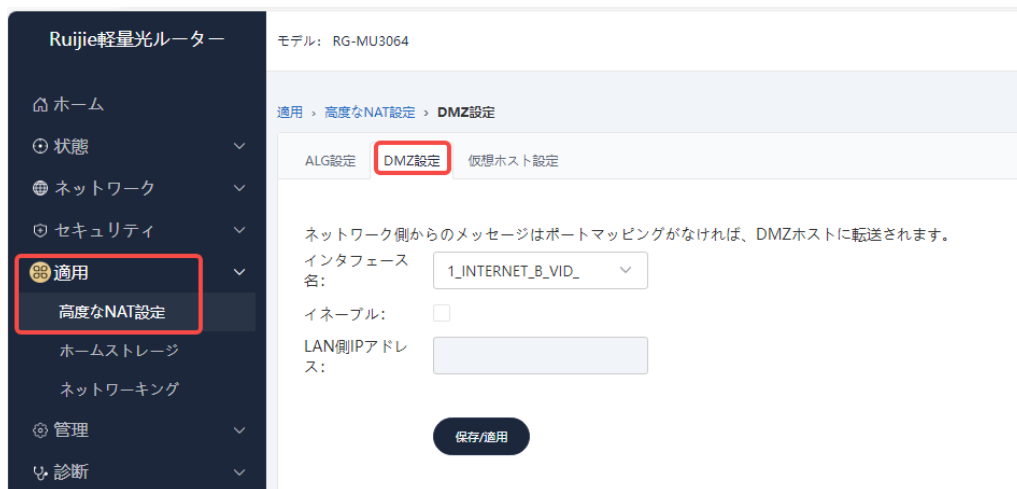 Ruijie軽量光ルーター
モデル: RG-MU3064
ホーム
状態
ネットワーク
セキュリティ
適用
高度なNAT設定
ホームストレージ
ネットワーキング
管理
診断
適用 › 高度なNAT設定 › DMZ設定
ALG設定 DMZ設定 仮想ホスト設定
ネットワーク側からのメッセージはポートマッピングがなければ、DMZホストに転送されます。
インタフェース
名:
1_INTERNET_B_VID_
イネーブル:
LAN側IPアドレ
ス:
保存/適用